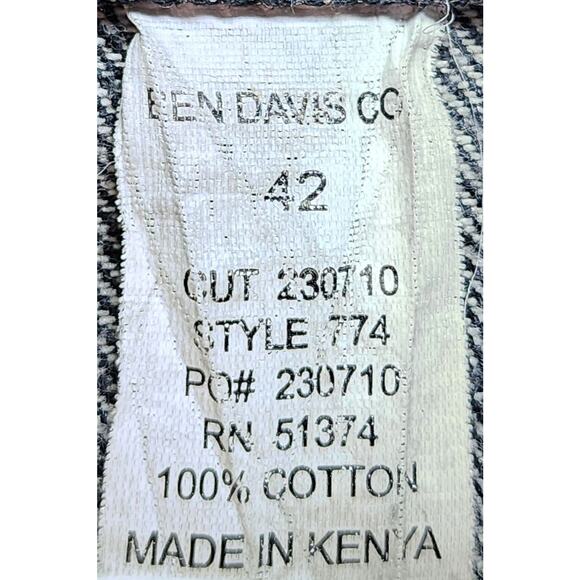 BEN DAVIS CO
42
CUT 230710
STYLE 774
PO# 230710
RN 51374
100% COTTON
MADE IN KENYA